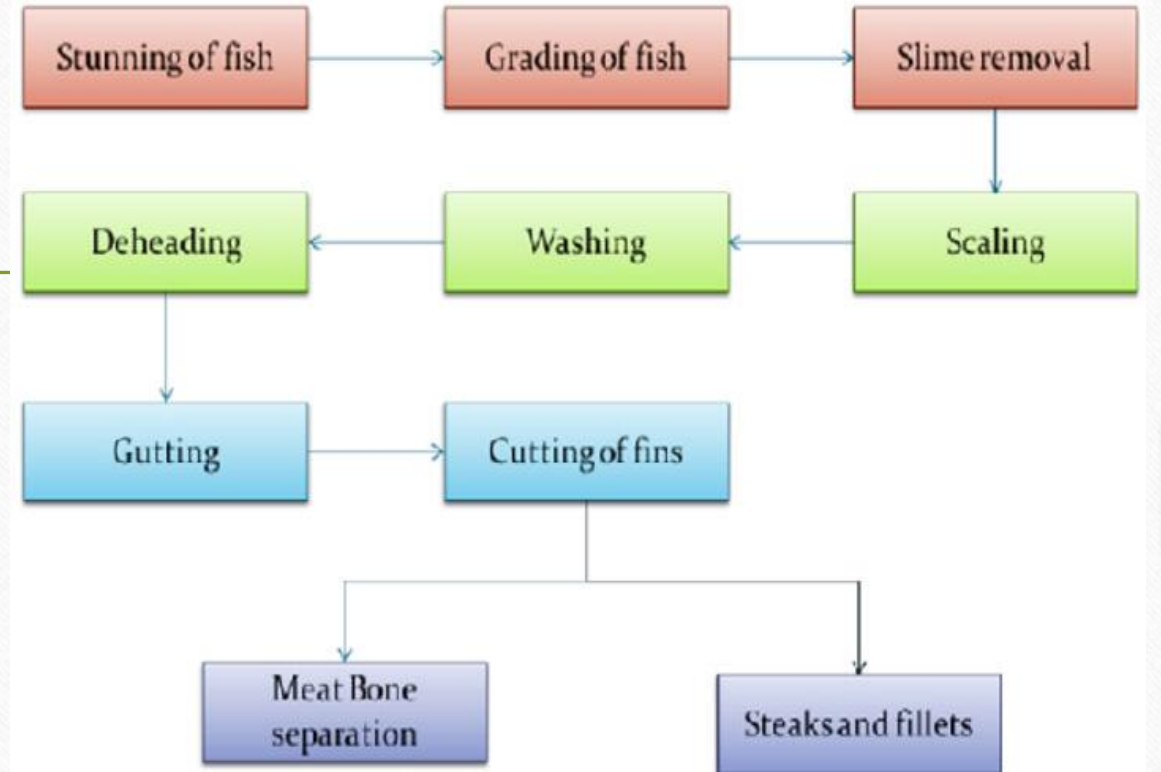 Stunning of fish
Grading of fish
Slime removal
Scaling
Washing
Deheading
Gutting
Cutting of fins
Meat Bone
separation
Steaks and fillets